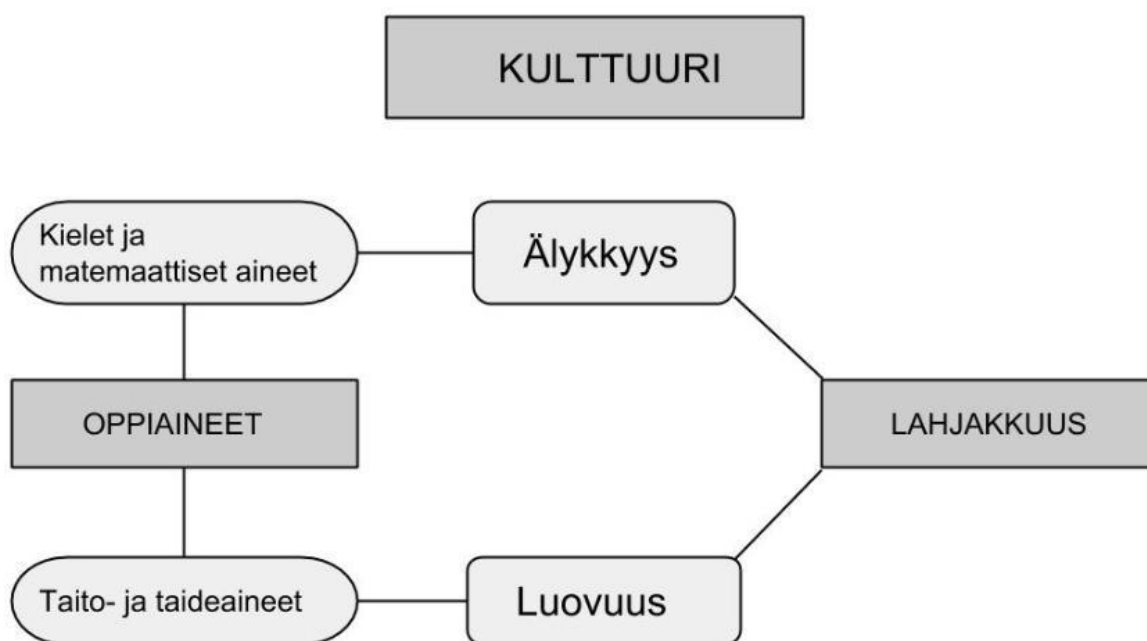 KULTTUURI
Kielet ja
matemaattiset aineet
Älykkyys
OPPIAINEET
LAHJAKKUUS
Taito- ja taideaineet
Luovuus